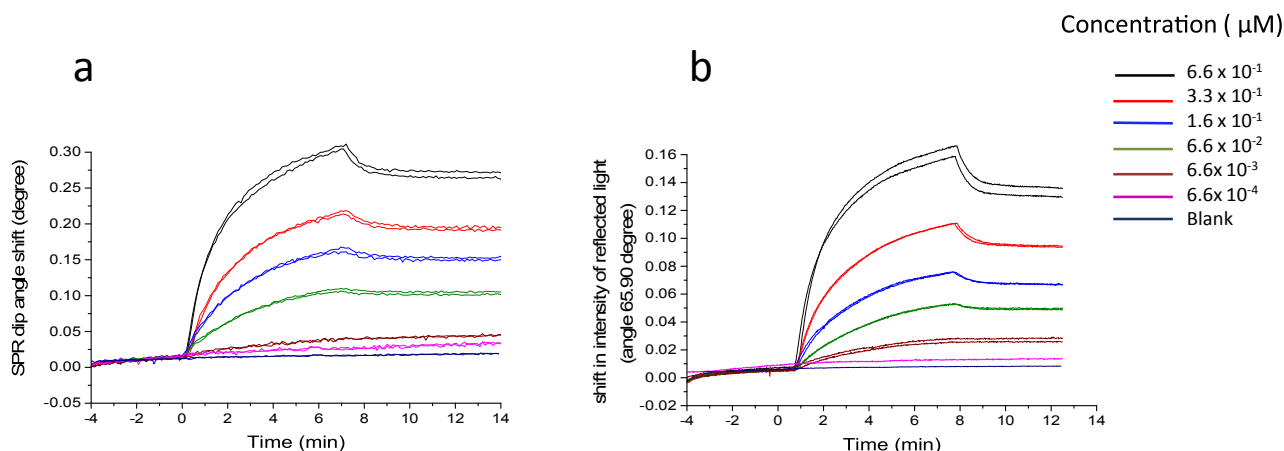 Concentration ( µM)
a
b
6.6 x 10⁻¹
3.3 x 10⁻¹
1.6 x 10⁻¹
6.6 x 10⁻²
6.6x 10⁻³
6.6x 10⁻⁴
Blank
SPR dip angle shift (degree)
0.30
0.25
0.20
0.15
0.10
0.05
0.00
-0.05
-4 -2 0 2 4 6 8 10 12 14
Time (min)
shift in intensity of reflected light
(angle 65.90 degree)
0.16
0.14
0.12
0.10
0.08
0.06
0.04
0.02
0.00
-0.02
-4 -2 0 2 4 6 8 10 12 14
Time (min)